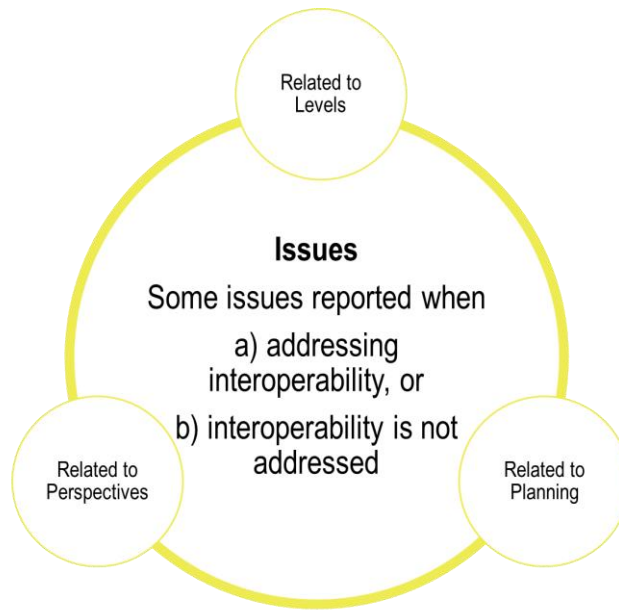 Related to
Levels
Issues
Some issues reported when
a) addressing
interoperability, or
b) interoperability is not
addressed
Related to
Perspectives
Related to
Planning